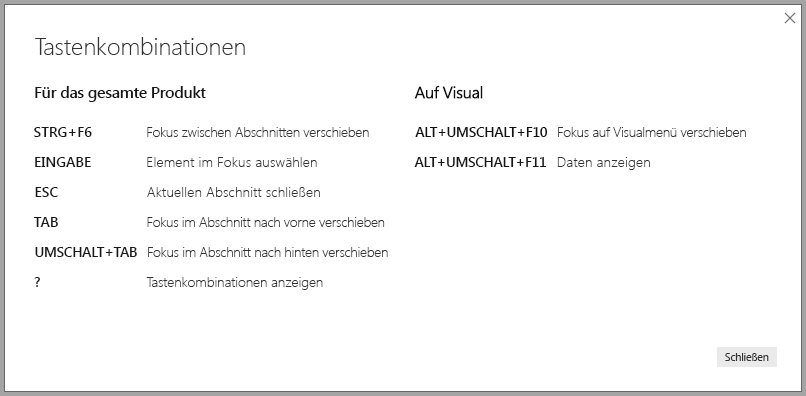 Tastenkombinationen
Für das gesamte Produkt
STRG+F6 Fokus zwischen Abschnitten verschieben
EINGABE Element im Fokus auswählen
ESC Aktuellen Abschnitt schließen
TAB Fokus im Abschnitt nach vorne verschieben
UMSCHALT+TAB Fokus im Abschnitt nach hinten verschieben
? Tastenkombinationen anzeigen
Auf Visual
ALT+UMSCHALT+F10 Fokus auf Visualmenü verschieben
ALT+UMSCHALT+F11 Daten anzeigen
Schließen